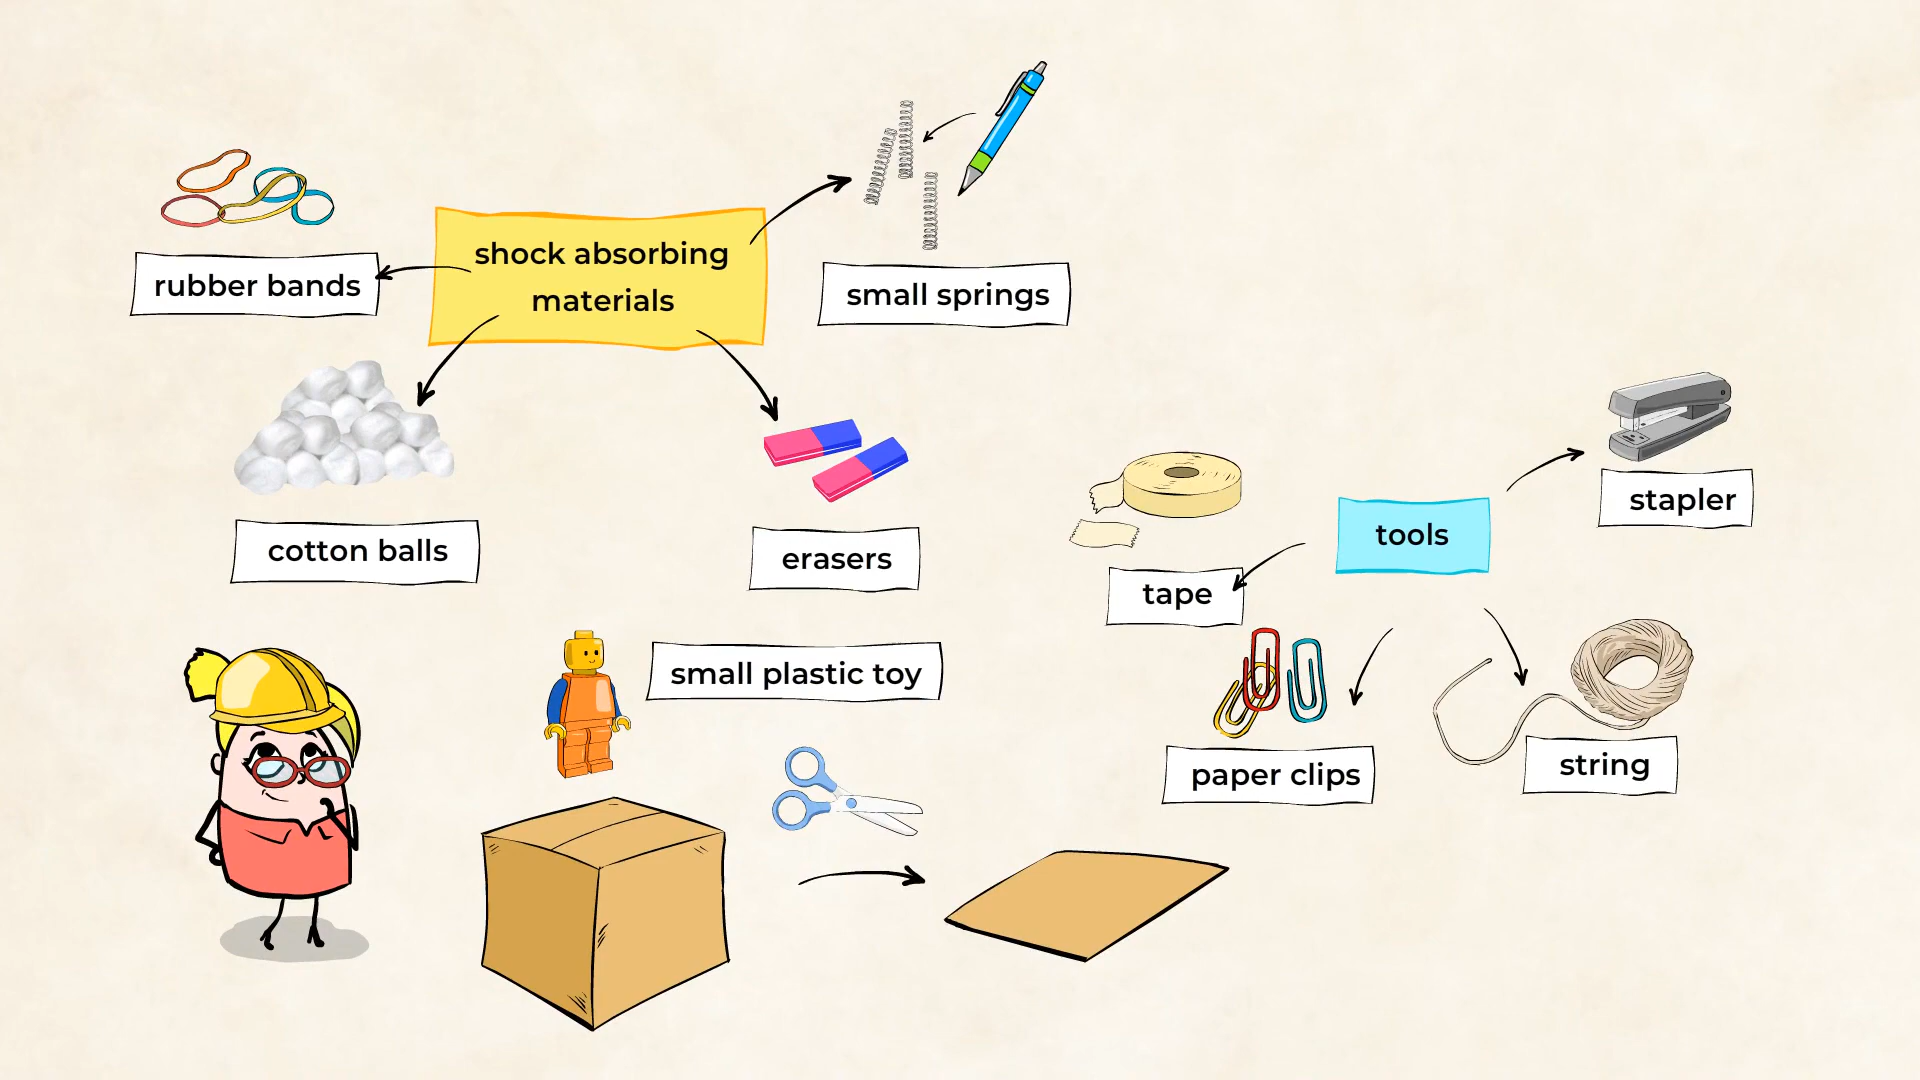 shock absorbing
materials
rubber bands
small springs
cotton balls
erasers
small plastic toy
tools
stapler
tape
paper clips
string